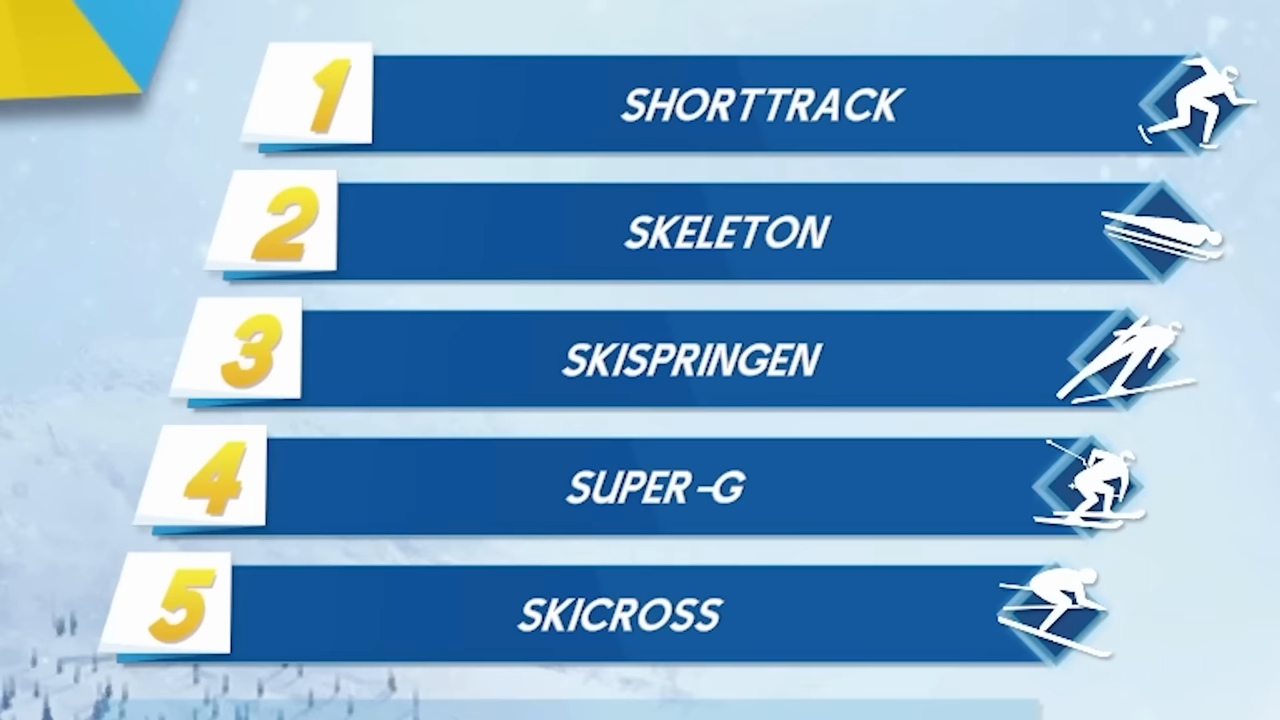 1 SHORTTRACK
2 SKELETON
3 SKISPRINGEN
4 SUPER-G
5 SKICROSS